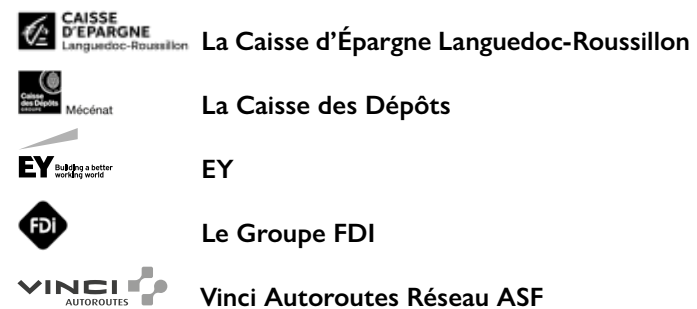 CAISSE
D'EPARGNE
Languedoc-Roussillon
La Caisse d'Épargne Languedoc-Roussillon
Caisse
des Dépôts
GROUPE
Mécénat
La Caisse des Dépôts
EY
Building a better
working world
EY
FDi
Le Groupe FDI
VINCI
AUTOROUTES
Vinci Autoroutes Réseau ASF